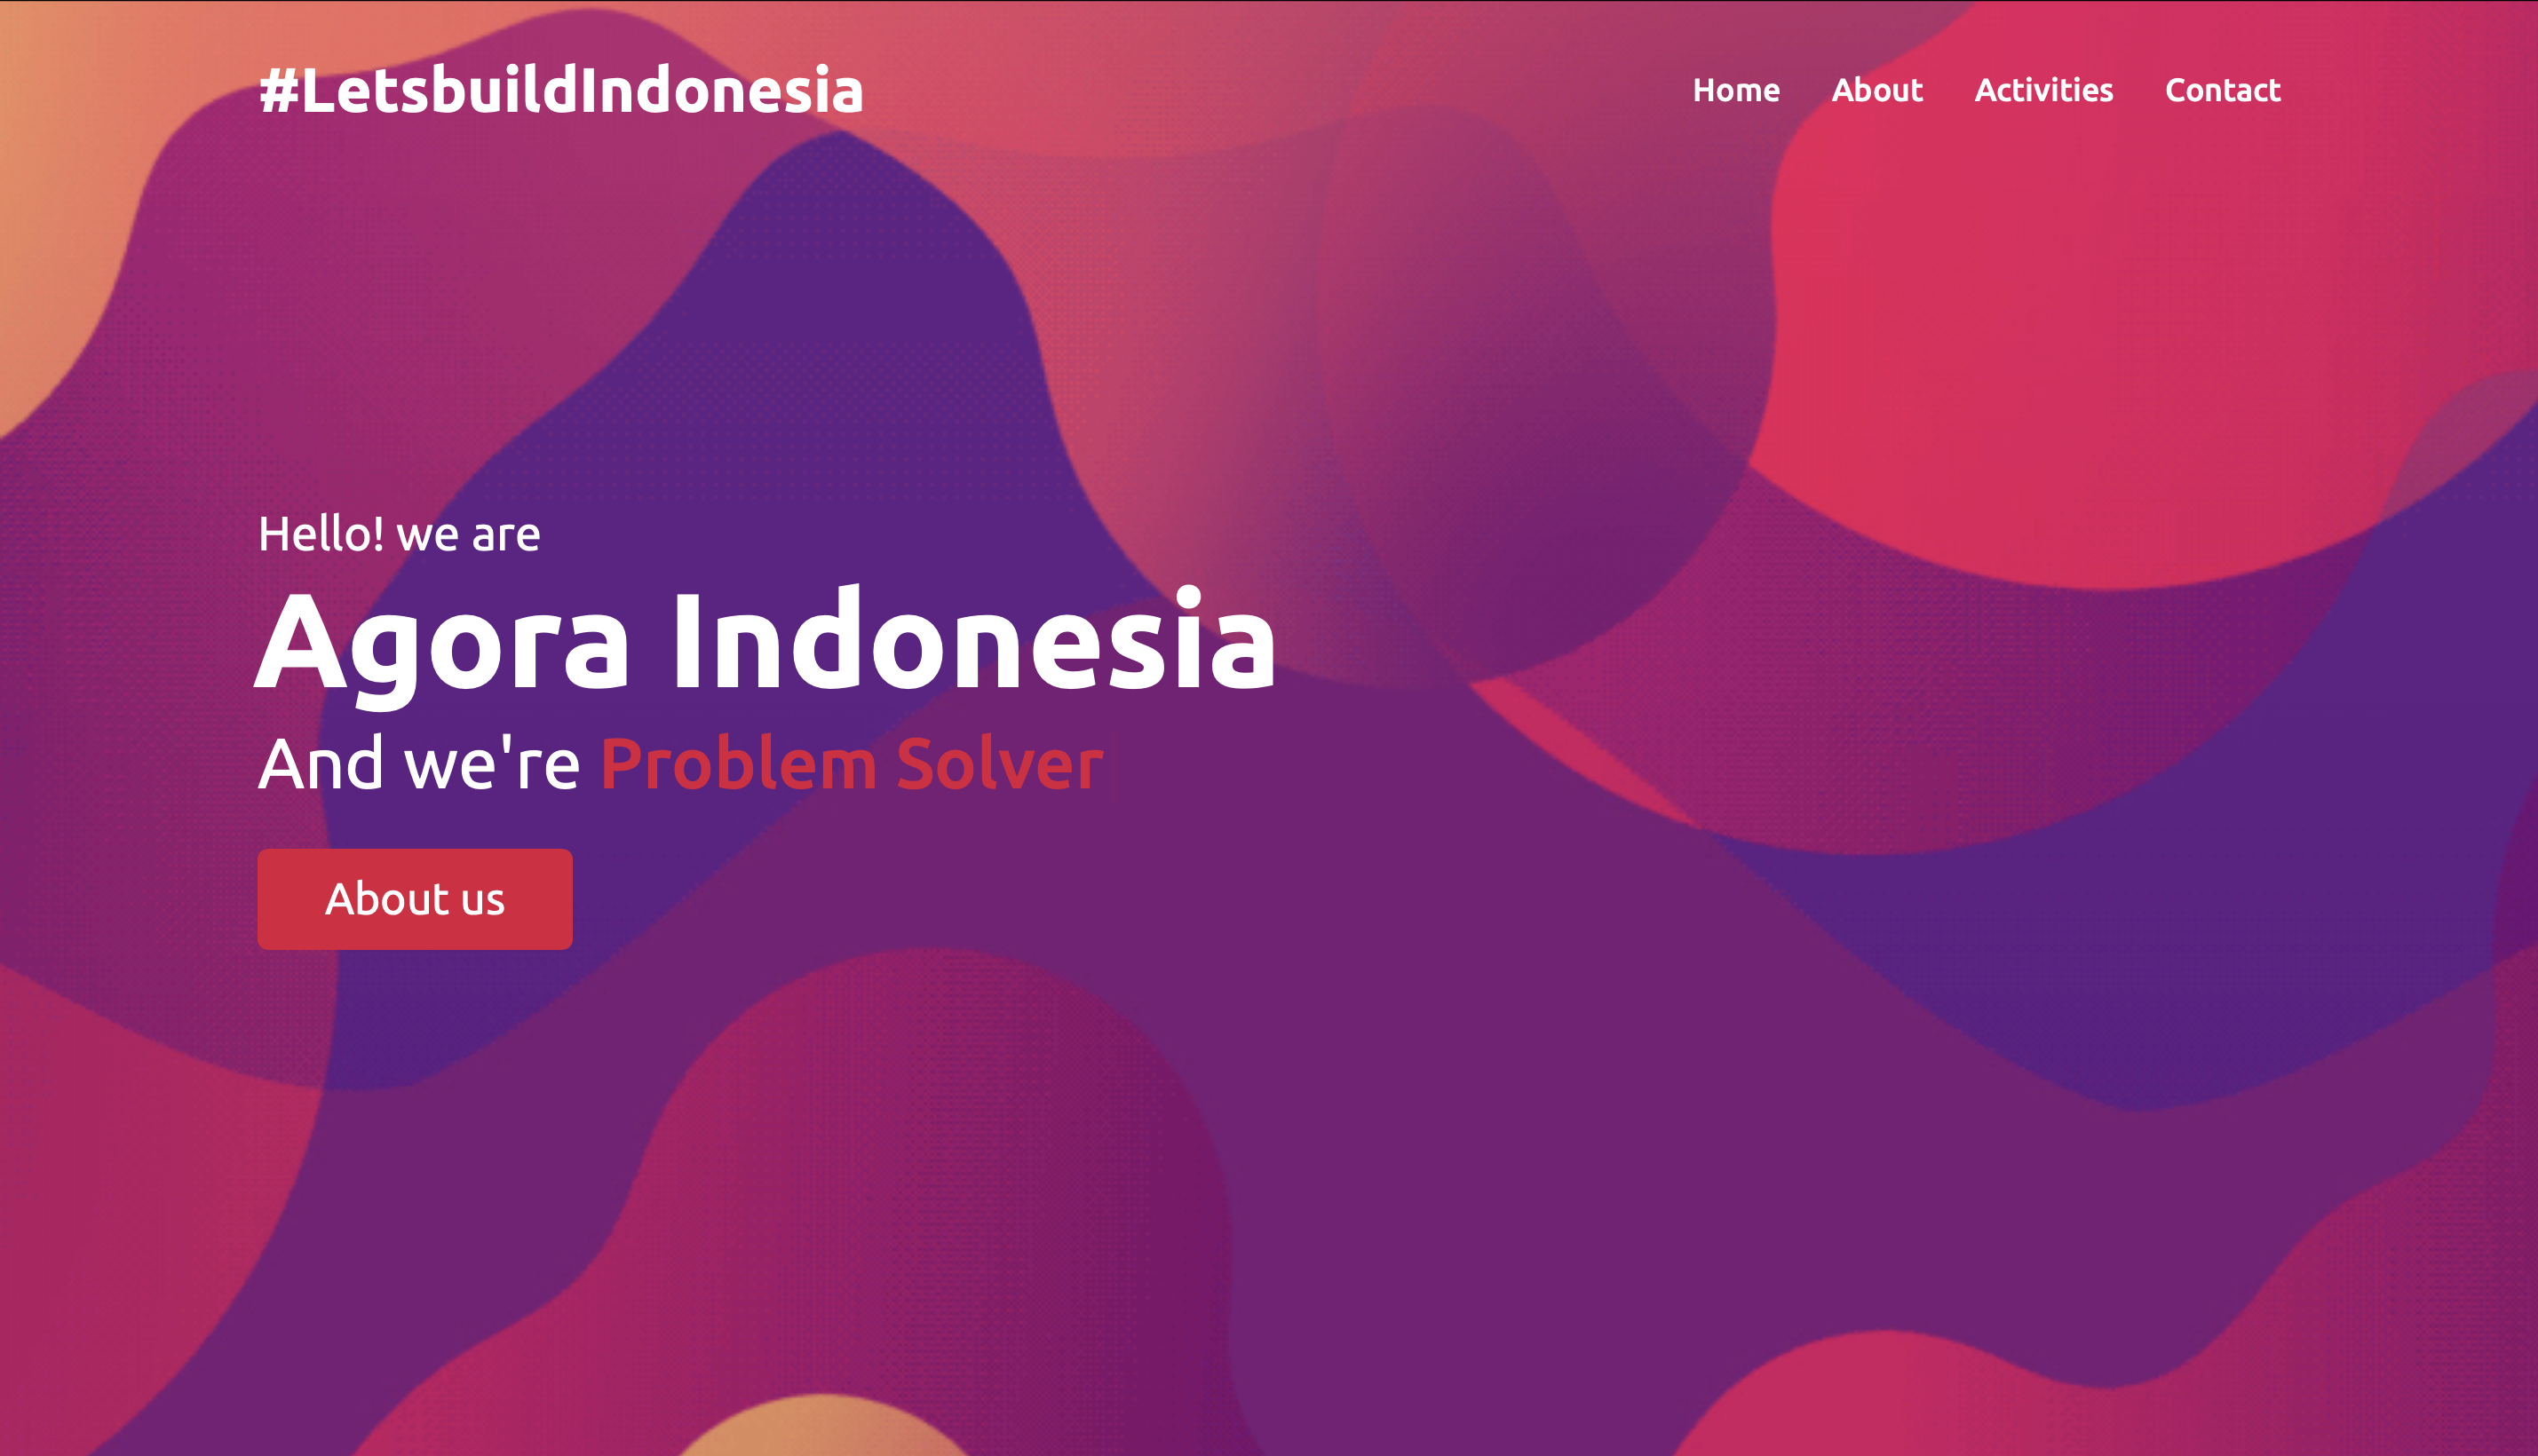 #LetsbuildIndonesia
Home About Activities Contact
Hello! we are
Agora Indonesia
And we're Problem Solver
About us